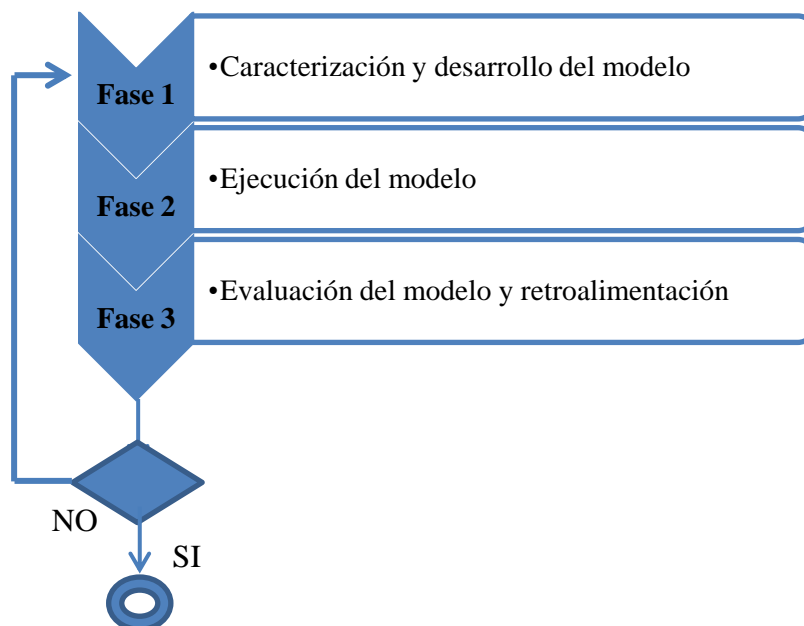 •Caracterización y desarrollo del modelo
Fase 1
•Ejecución del modelo
Fase 2
•Evaluación del modelo y retroalimentación
Fase 3
NO
SI